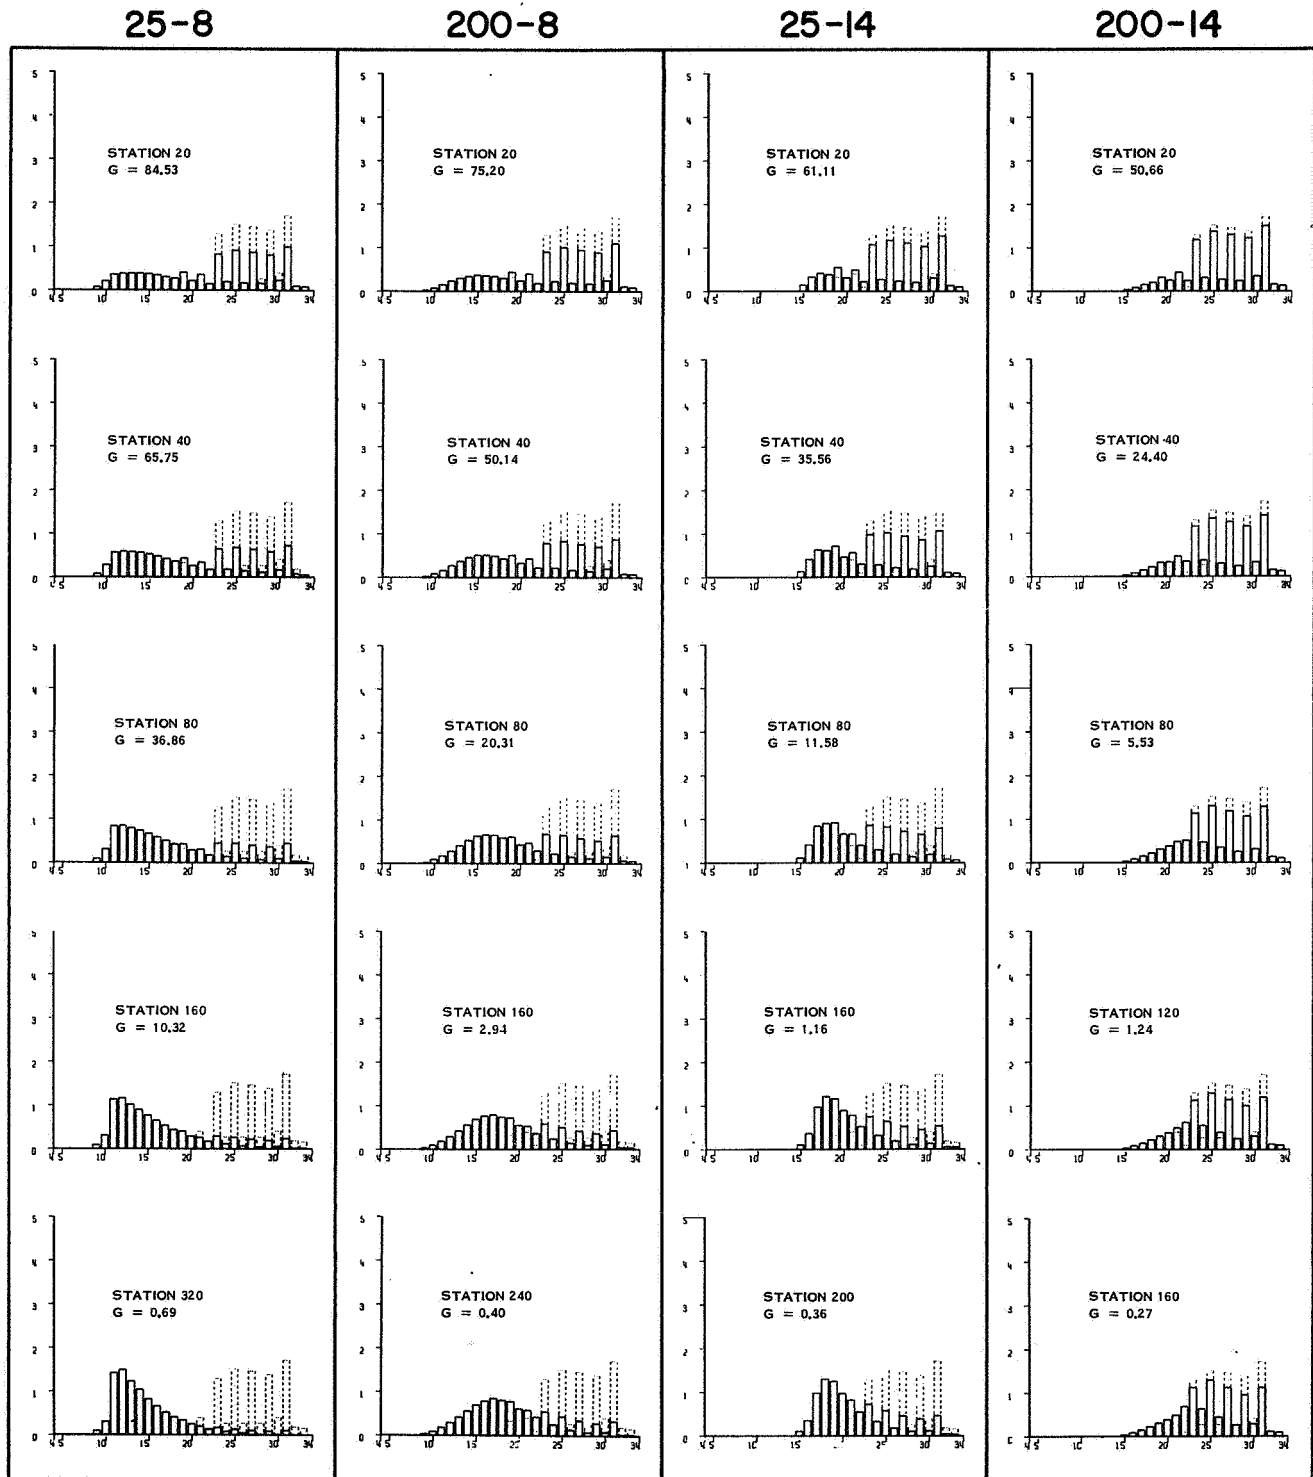 25-8 200-8 25-14 200-14
STATION 20
G = 84.53
STATION 20
G = 75.20
STATION 20
G = 61.11
STATION 20
G = 50.66
STATION 40
G = 65.75
STATION 40
G = 50.14
STATION 40
G = 35.56
STATION 40
G = 24.40
STATION 80
G = 36.86
STATION 80
G = 20.31
STATION 80
G = 11.58
STATION 80
G = 5.53
STATION 160
G = 10.32
STATION 160
G = 2.94
STATION 160
G = 1.16
STATION 120
G = 1.24
STATION 320
G = 0.69
STATION 240
G = 0.40
STATION 200
G = 0.36
STATION 160
G = 0.27